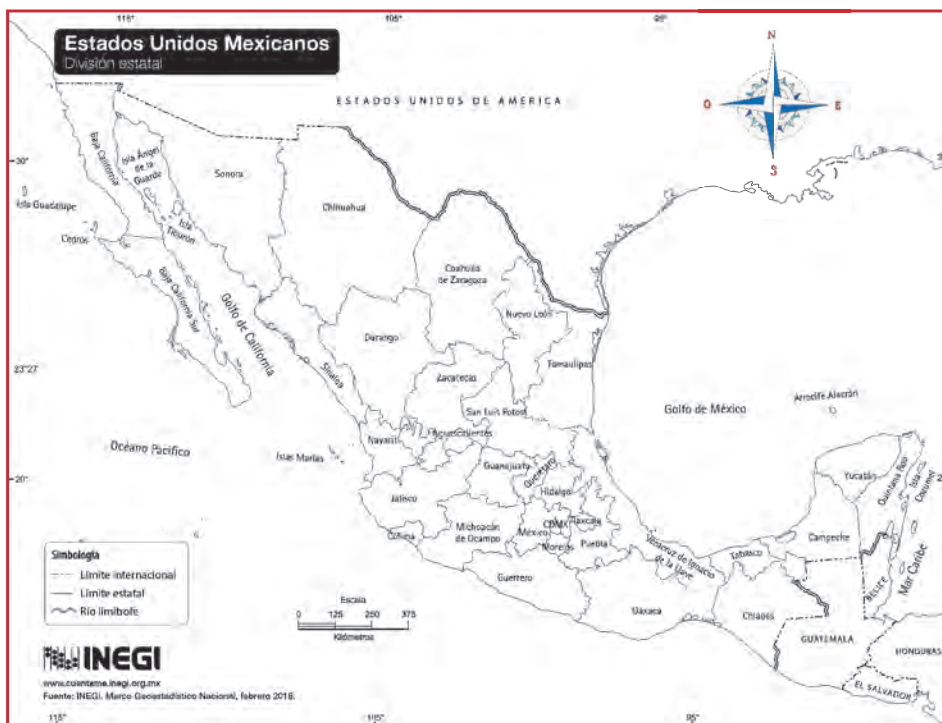 115°
105°
95°
Estados Unidos Mexicanos
División estatal
N
O
E
S
ESTADOS UNIDOS DE AMÉRICA
30°
Baja California
Isla Ángel
de la
Guarda
Sonora
Chihuahua
Isla Guadalupe
Isla
Tiburón
Cedros
Coahuila
de Zaragoza
Baja California Sur
Golfo de California
Nuevo León
Durango
Sinaloa
Tamaulipas
23°27'
Zacatecas
San Luis Potosí
Golfo de México
Arrecife Alacrán
Océano Pacífico
Nayarit
Aguascalientes
Islas Marías
Guanajuato
Querétaro
Hidalgo
Yucatán
Quintana Roo
Isla
Cozumel
20°
Jalisco
Colima
Michoacán
de Ocampo
México
CDMX
Tlaxcala
Morelos
Puebla
Veracruz de Ignacio
de la Llave
Tabasco
Campeche
Mar Caribe
BELICE
Guerrero
Oaxaca
Chiapas
GUATEMALA
HONDURAS
EL SALVADOR
Simbología
Límite internacional
Límite estatal
Río limítrofe
Escala
0 125 250 375
Kilómetros
INEGI
www.cuentame.inegi.org.mx
Fuente: INEGI. Marco Geoestadístico Nacional, febrero 2018.
115°
105°
95°